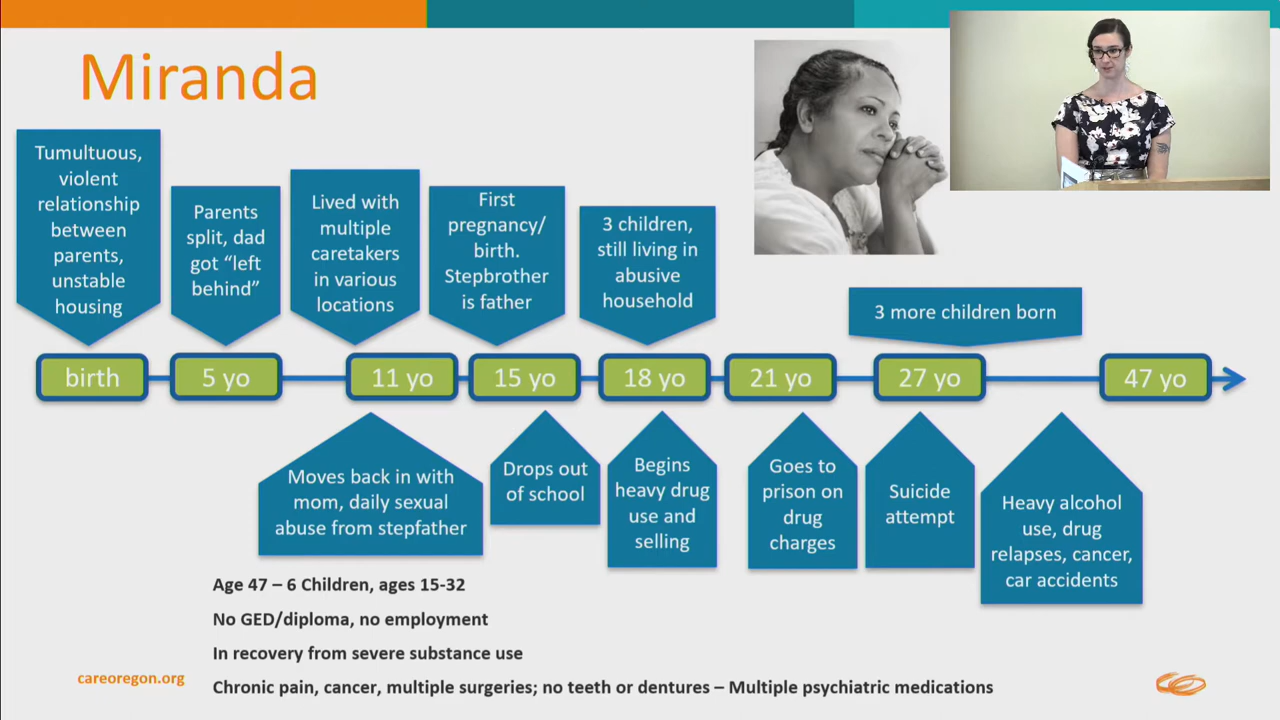 Miranda
Tumultuous,
violent
relationship
between
parents,
unstable
housing
Parents
split, dad
got “left
behind”
Lived with
multiple
caretakers
in various
locations
First
pregnancy/
birth.
Stepbrother
is father
3 children,
still living in
abusive
household
3 more children born
birth
5 yo
11 yo
15 yo
18 yo
21 yo
27 yo
47 yo
Moves back in with
mom, daily sexual
abuse from stepfather
Drops out
of school
Begins
heavy drug
use and
selling
Goes to
prison on
drug
charges
Suicide
attempt
Heavy alcohol
use, drug
relapses, cancer,
car accidents
Age 47 – 6 Children, ages 15-32
No GED/diploma, no employment
In recovery from severe substance use
Chronic pain, cancer, multiple surgeries; no teeth or dentures – Multiple psychiatric medications
careoregon.org